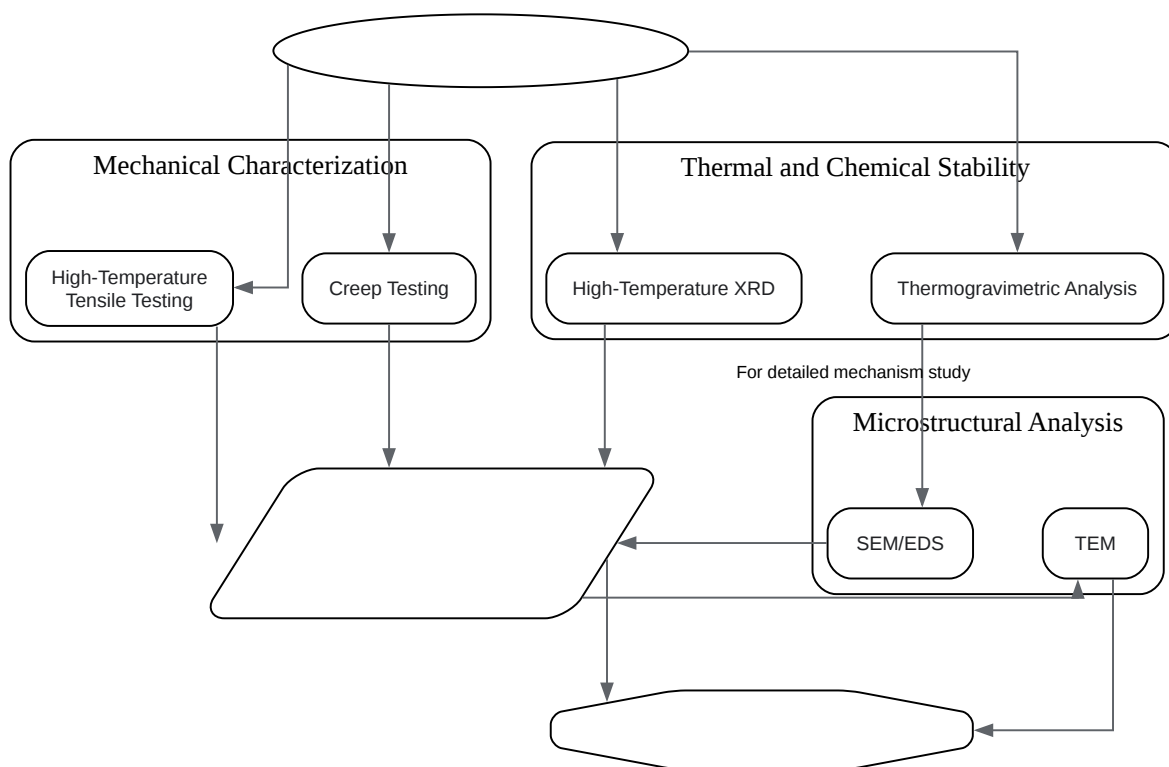 Mechanical Characterization
Thermal and Chemical Stability
High-Temperature
Tensile Testing
Creep Testing
High-Temperature XRD
Thermogravimetric Analysis
For detailed mechanism study
Microstructural Analysis
SEM/EDS
TEM